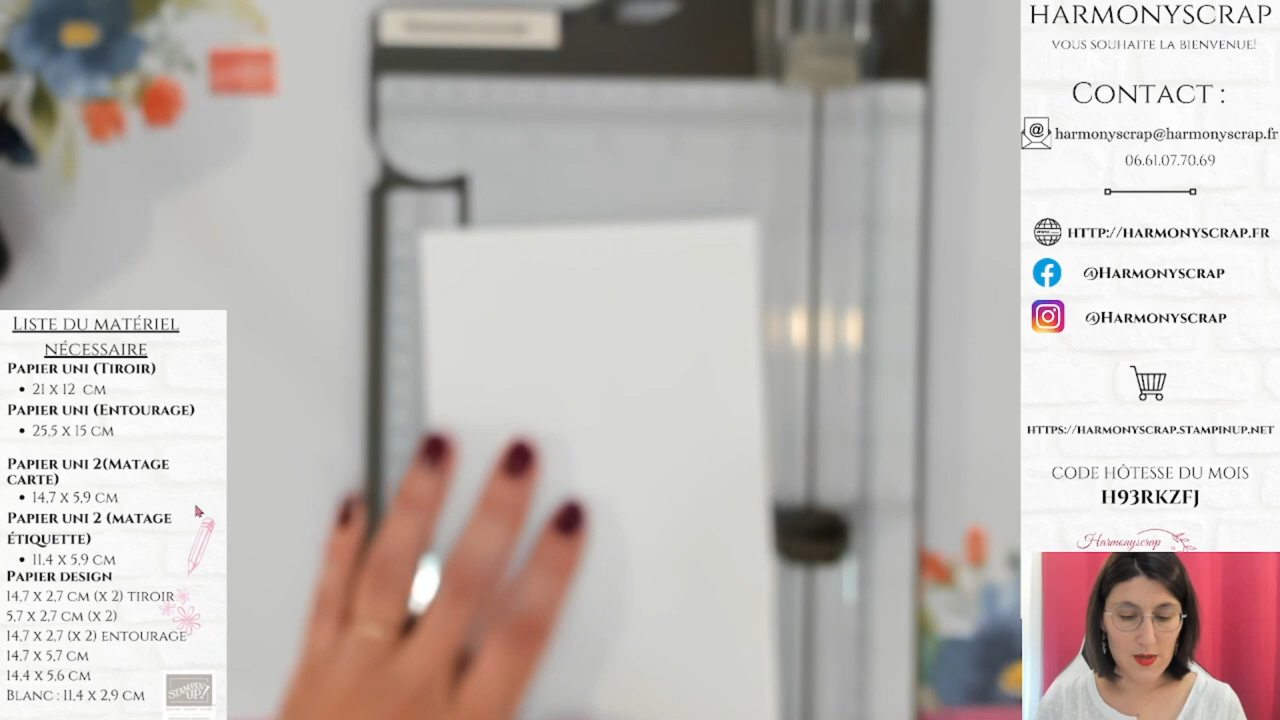 HARMONYSCRAP
VOUS SOUHAITE LA BIENVENUE!
CONTACT :
harmonyscrap@harmonyscrap.fr
06.61.07.70.69
HTTP://HARMONYSCRAP.FR
@HARMONYSCRAP
@HARMONYSCRAP
HTTPS://HARMONYSCRAP.STAMPINUP.NET
CODE HÔTESSE DU MOIS
H93RKZFJ
Harmonyscrap
LISTE DU MATÉRIEL
NÉCESSAIRE
PAPIER UNI (TIROIR)
• 21 X 12 CM
PAPIER UNI (ENTOURAGE)
• 25,5 X 15 CM
PAPIER UNI 2(MATAGE
CARTE)
• 14,7 X 5,9 CM
PAPIER UNI 2 (MATAGE
ÉTIQUETTE)
• 11,4 X 5,9 CM
PAPIER DESIGN
14,7 X 2,7 CM (X 2) TIROIR
5,7 X 2,7 CM (X 2)
14,7 X 2,7 (X 2) ENTOURAGE
14,7 X 5,7 CM
14,4 X 5,6 CM
BLANC : 11,4 X 2,9 CM
STAMPIN' UP!